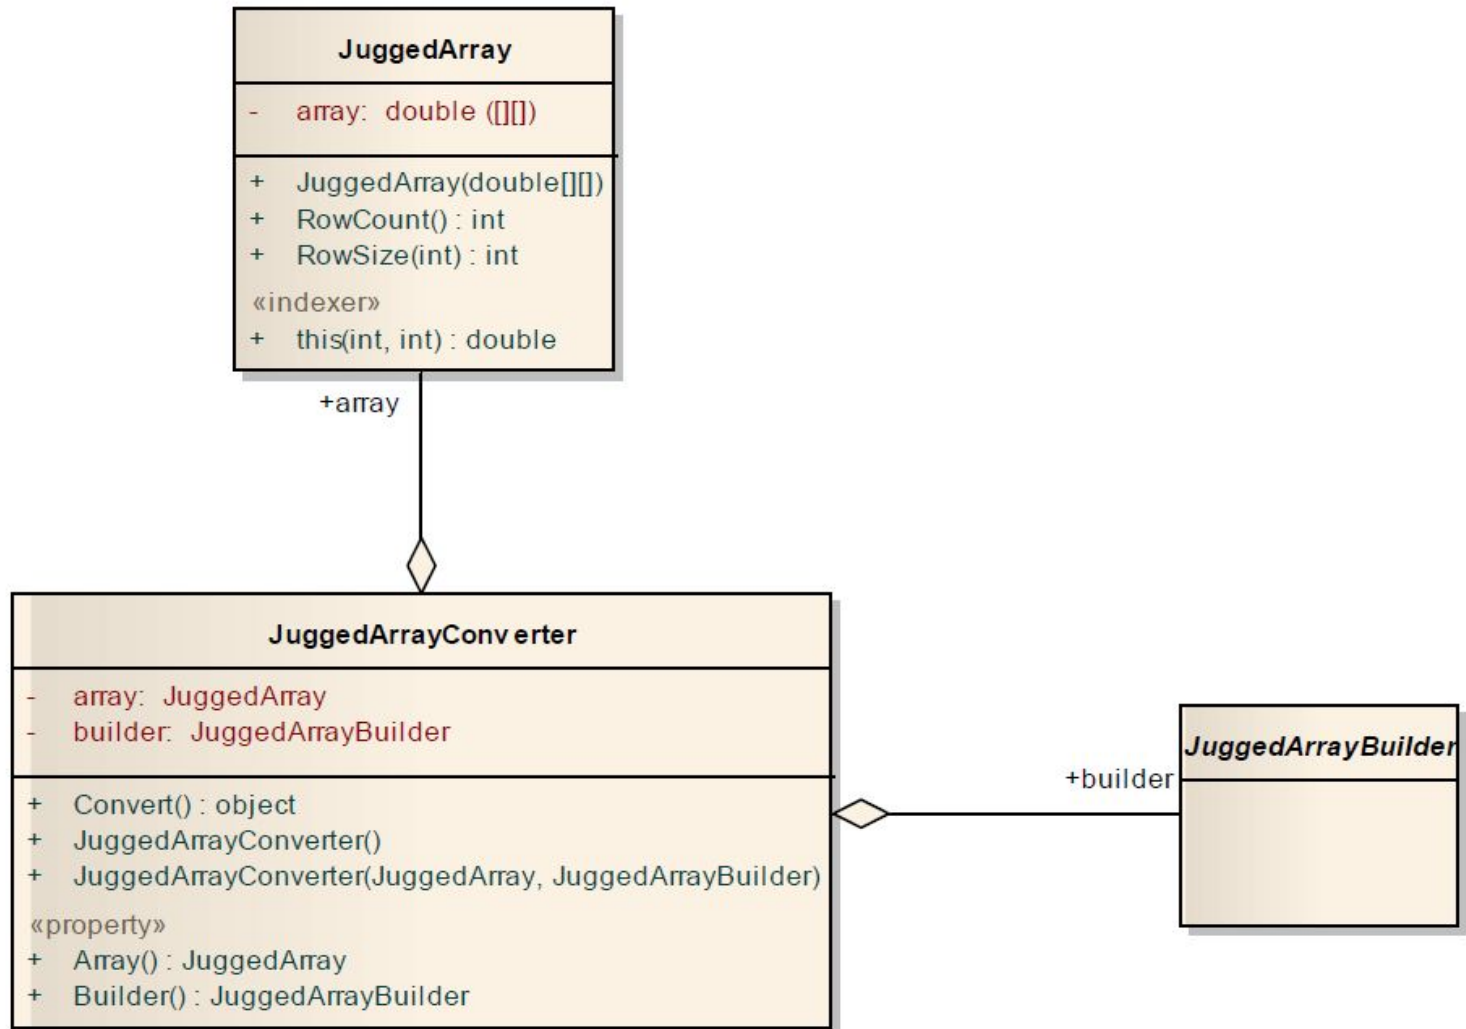 JuggedArray
- array: double ([][])
+ JuggedArray(double[][])
+ RowCount() : int
+ RowSize(int) : int
«indexer»
+ this(int, int) : double
+array
JuggedArrayConverter
- array: JuggedArray
- builder: JuggedArrayBuilder
+ Convert() : object
+ JuggedArrayConverter()
+ JuggedArrayConverter(JuggedArray, JuggedArrayBuilder)
«property»
+ Array() : JuggedArray
+ Builder() : JuggedArrayBuilder
+builder
JuggedArrayBuilder